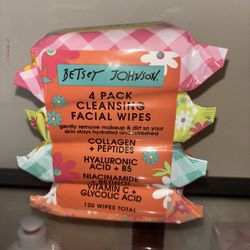 BETSEY JOHNSON.
4 PACK
CLEANSING
FACIAL WIPES
gently remove makeup & dirt so your
skin stays hydrated and refreshed
COLLAGEN
+ PEPTIDES
HYALURONIC
ACID + B5
NIACINAMIDE
+ RETINOL
VITAMIN C +
GLYCOLIC ACID
120 WIPES TOTAL